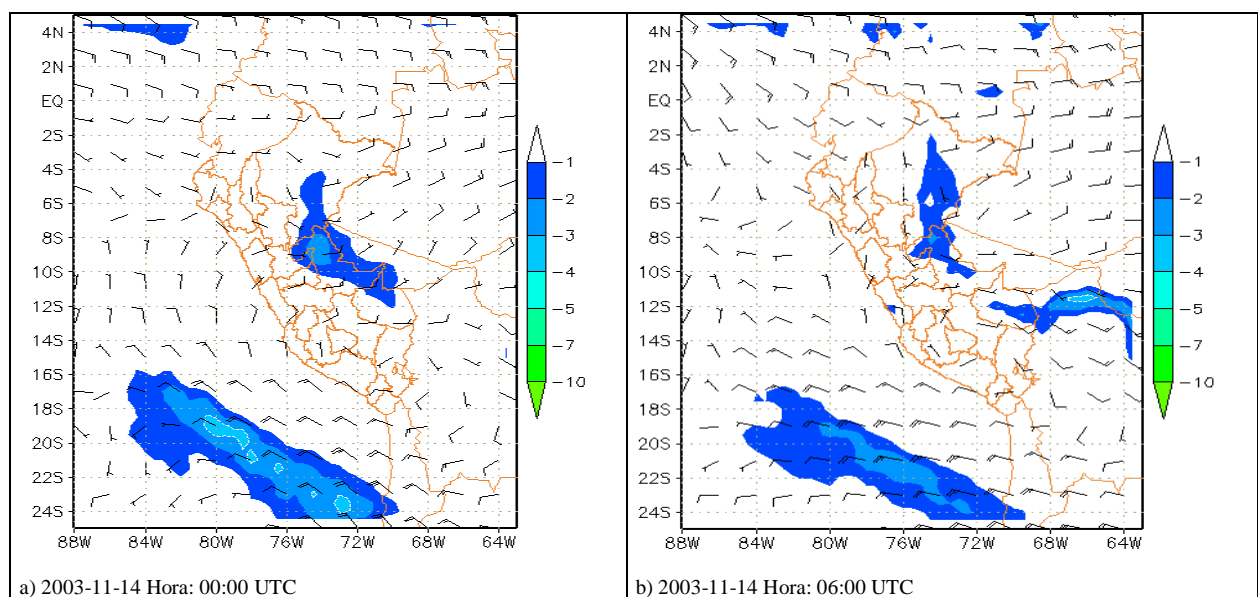 4N
2N
EQ
2S
4S
6S
8S
10S
12S
14S
16S
18S
20S
22S
24S
88W 84W 80W 76W 72W 68W 64W
−1
−2
−3
−4
−5
−7
−10
a) 2003-11-14 Hora: 00:00 UTC
4N
2N
EQ
2S
4S
6S
8S
10S
12S
14S
16S
18S
20S
22S
24S
88W 84W 80W 76W 72W 68W 64W
−1
−2
−3
−4
−5
−7
−10
b) 2003-11-14 Hora: 06:00 UTC